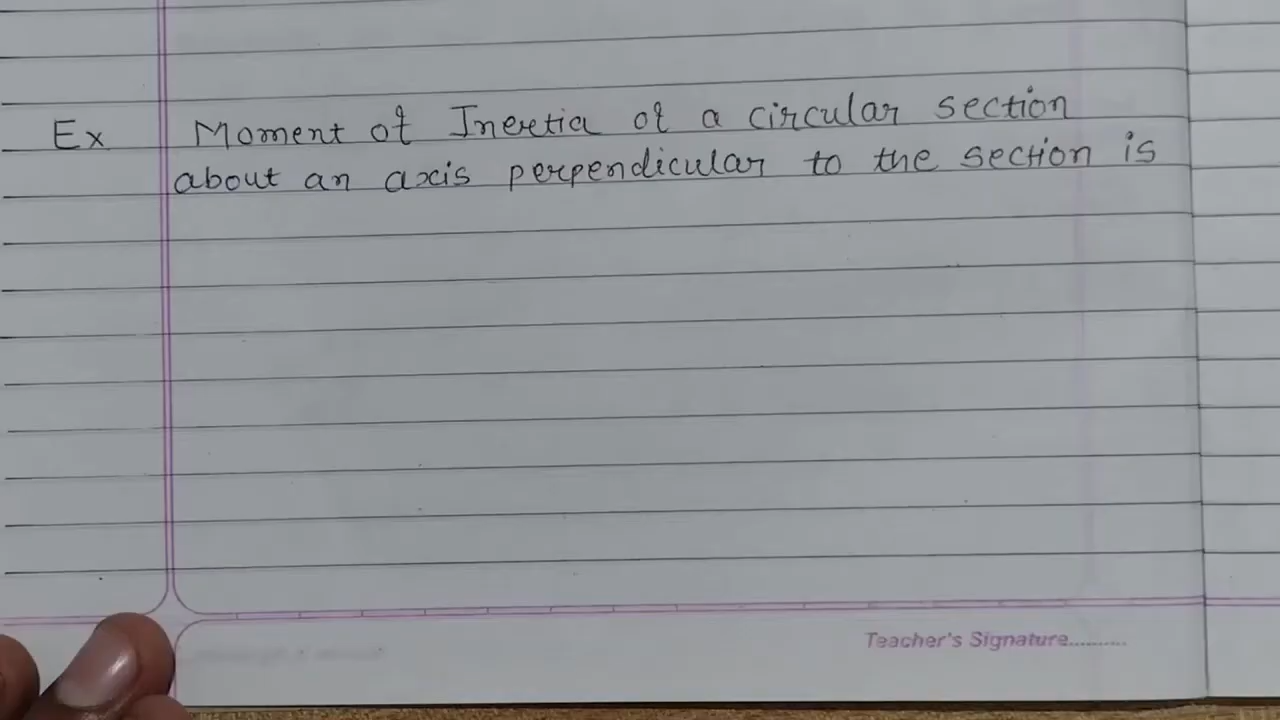 Ex Moment of Inertia of a circular section
about an axis perpendicular to the section is
Teacher's Signature..........